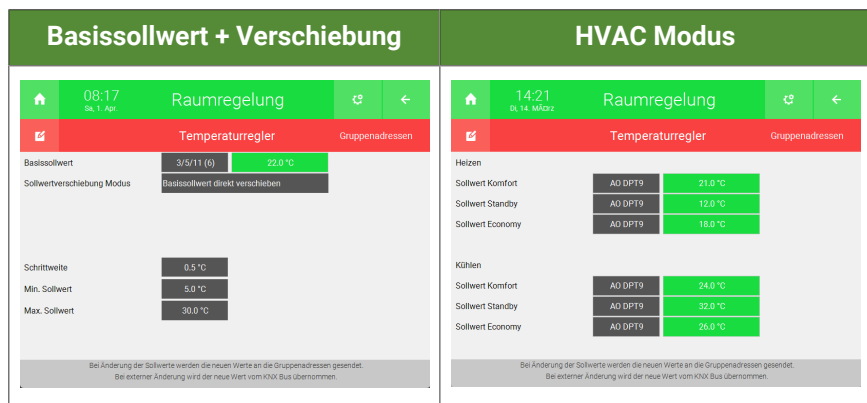 Basissollwert + Verschiebung
HVAC Modus
08:17
Sa, 1. Apr.
Raumregelung
Temperaturregler
Gruppenadressen
Basissollwert
3/5/11 (6)
22.0 °C
Sollwertverschiebung Modus
Basissollwert direkt verschieben
Schrittweite
0.5 °C
Min. Sollwert
5.0 °C
Max. Sollwert
30.0 °C
Bei Änderung der Sollwerte werden die neuen Werte an die Gruppenadressen gesendet.
Bei externer Änderung wird der neue Wert vom KNX Bus übernommen.
14:21
Di, 14. MÃ¤rz
Raumregelung
Temperaturregler
Gruppenadressen
Heizen
Sollwert Komfort
AO DPT9
21.0 °C
Sollwert Standby
AO DPT9
12.0 °C
Sollwert Economy
AO DPT9
18.0 °C
Kühlen
Sollwert Komfort
AO DPT9
24.0 °C
Sollwert Standby
AO DPT9
32.0 °C
Sollwert Economy
AO DPT9
26.0 °C
Bei Änderung der Sollwerte werden die neuen Werte an die Gruppenadressen gesendet.
Bei externer Änderung wird der neue Wert vom KNX Bus übernommen.